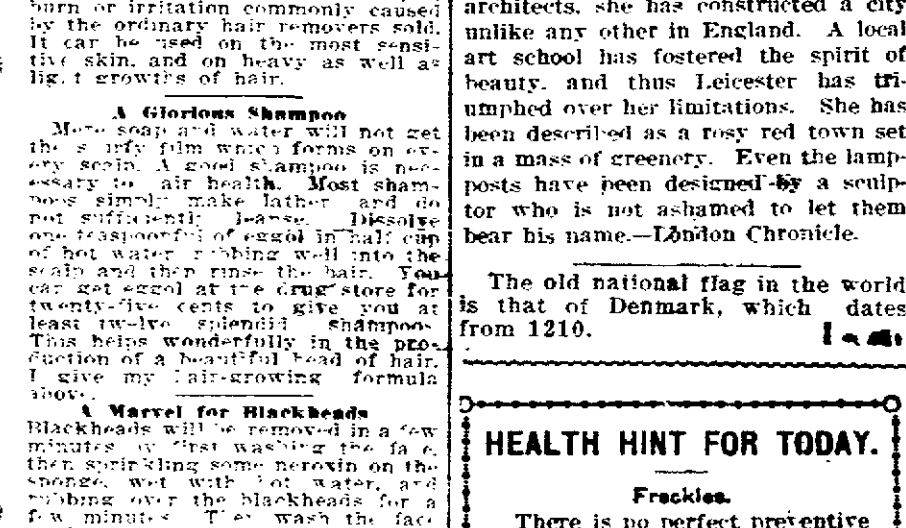 burn or irritation commonly caused
by the ordinary hair removers sold.
It can be used on the most sensi-
tive skin, and on heavy as well as
light growths of hair.
A Glorious Shampoo
Mere soap and water will not get
the scurfy film which forms on ev-
ery scalp. A good shampoo is nec-
essary to hair health. Most sham-
poos simply make lather and do
not sufficiently cleanse. Dissolve
one teaspoonful of eggol in half cup
of hot water rubbing well into the
scalp and then rinse the hair. You
can get eggol at the drug store for
twenty-five cents to give you at
least twelve splendid shampoos.
This helps wonderfully in the pro-
duction of a beautiful head of hair.
I give my hair-growing formula
above.
A Marvel for Blackheads
Blackheads will be removed in a few
minutes by first washing the face,
then sprinkling some neroxin on the
sponge, wet with hot water, and
rubbing over the blackheads for a
few minutes. Then wash the face
architects, she has constructed a city
unlike any other in England. A local
art school has fostered the spirit of
beauty, and thus Leicester has tri-
umphed over her limitations. She has
been described as a rosy red town set
in a mass of greenery. Even the lamp-
posts have been designed by a sculp-
tor who is not ashamed to let them
bear his name.—London Chronicle.
The old national flag in the world
is that of Denmark, which dates
from 1210.
HEALTH HINT FOR TODAY.
Freckles.
There is no perfect preventive